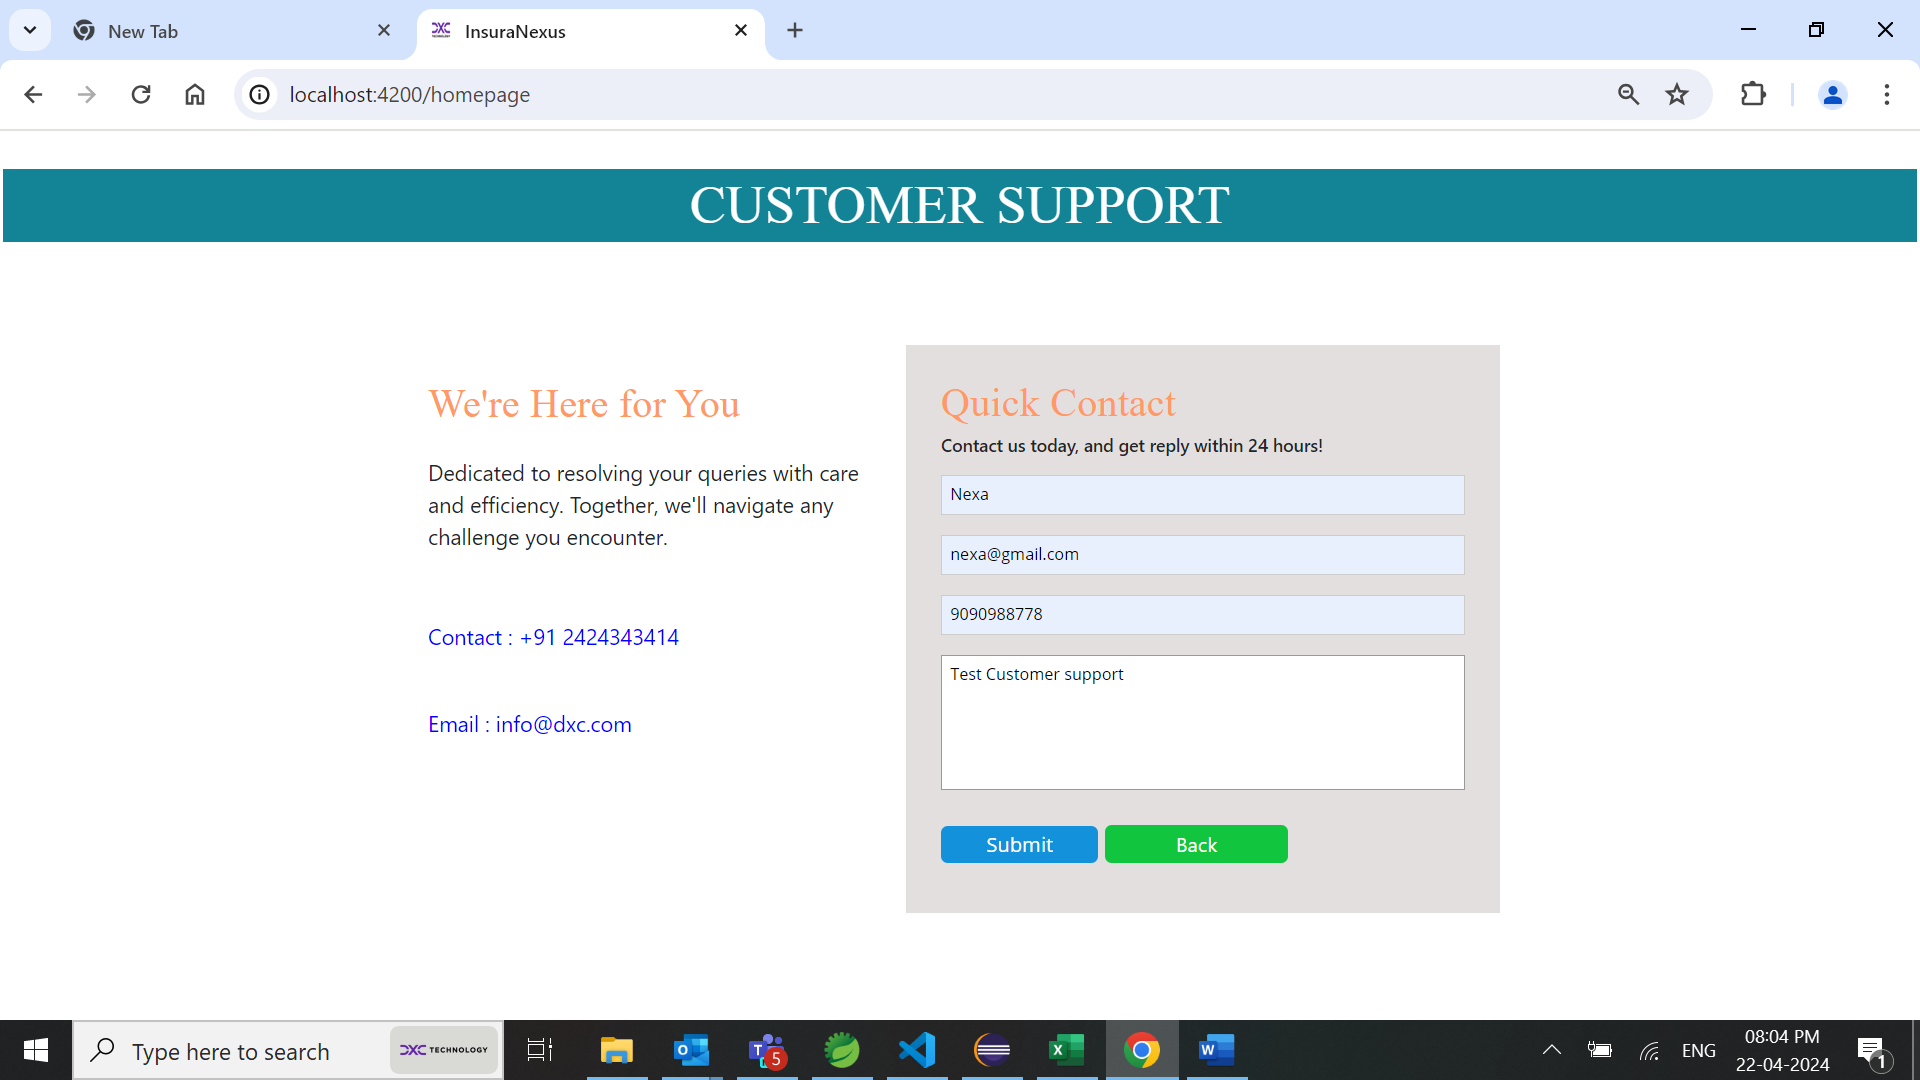 New Tab
InsuraNexus
localhost:4200/homepage
CUSTOMER SUPPORT
We're Here for You
Dedicated to resolving your queries with care
and efficiency. Together, we'll navigate any
challenge you encounter.
Contact : +91 2424343414
Email : info@dxc.com
Quick Contact
Contact us today, and get reply within 24 hours!
Nexa
nexa@gmail.com
9090988778
Test Customer support
Submit
Back
Type here to search
DXC TECHNOLOGY
5
ENG
08:04 PM
22-04-2024
1